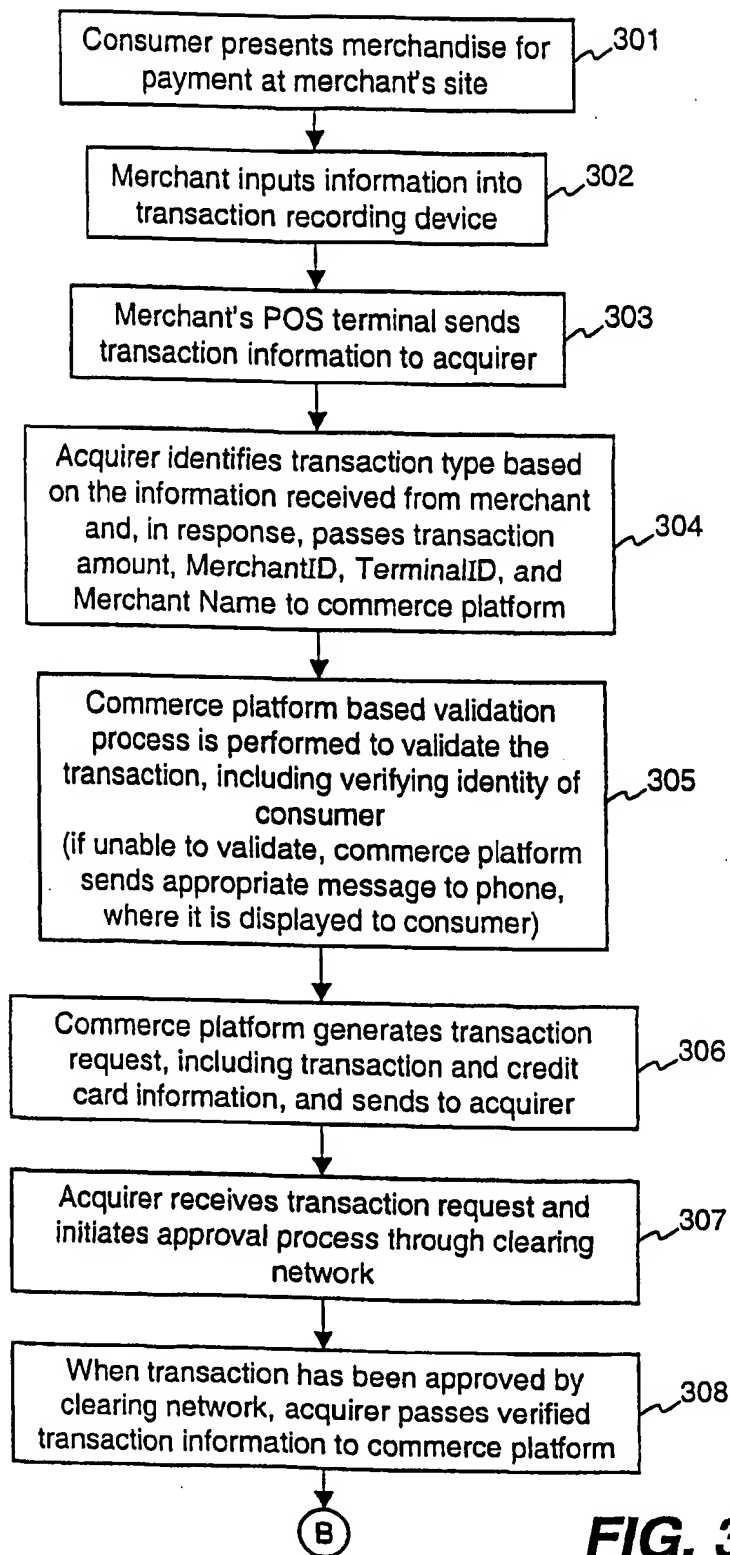 Consumer presents merchandise for
payment at merchant's site
301
Merchant inputs information into
transaction recording device
302
Merchant's POS terminal sends
transaction information to acquirer
303
Acquirer identifies transaction type based
on the information received from merchant
and, in response, passes transaction
amount, MerchantID, TerminalID, and
Merchant Name to commerce platform
304
Commerce platform based validation
process is performed to validate the
transaction, including verifying identity of
consumer
(if unable to validate, commerce platform
sends appropriate message to phone,
where it is displayed to consumer)
305
Commerce platform generates transaction
request, including transaction and credit
card information, and sends to acquirer
306
Acquirer receives transaction request and
initiates approval process through clearing
network
307
When transaction has been approved by
clearing network, acquirer passes verified
transaction information to commerce platform
308
B
FIG. 3